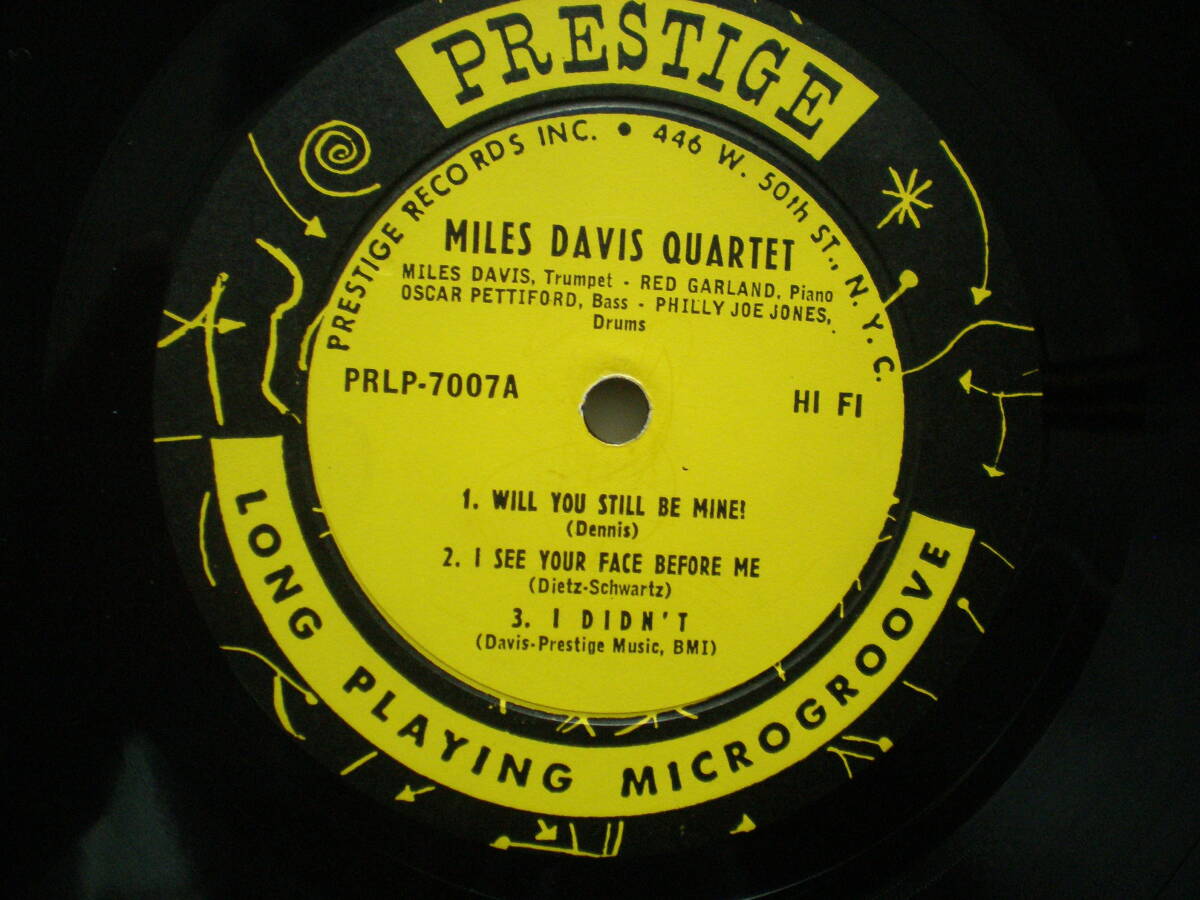 PRESTIGE
PRESTIGE RECORDS INC. • 446 W. 50th ST., N.Y.C.
MILES DAVIS QUARTET
MILES DAVIS, Trumpet - RED GARLAND, Piano
OSCAR PETTIFORD, Bass - PHILLY JOE JONES,
Drums
PRLP-7007A
HI FI
1. WILL YOU STILL BE MINE?
(Dennis)
2. I SEE YOUR FACE BEFORE ME
(Dietz-Schwartz)
3. I DIDN'T
(Davis-Prestige Music, BMI)
LONG PLAYING MICROGROOVE